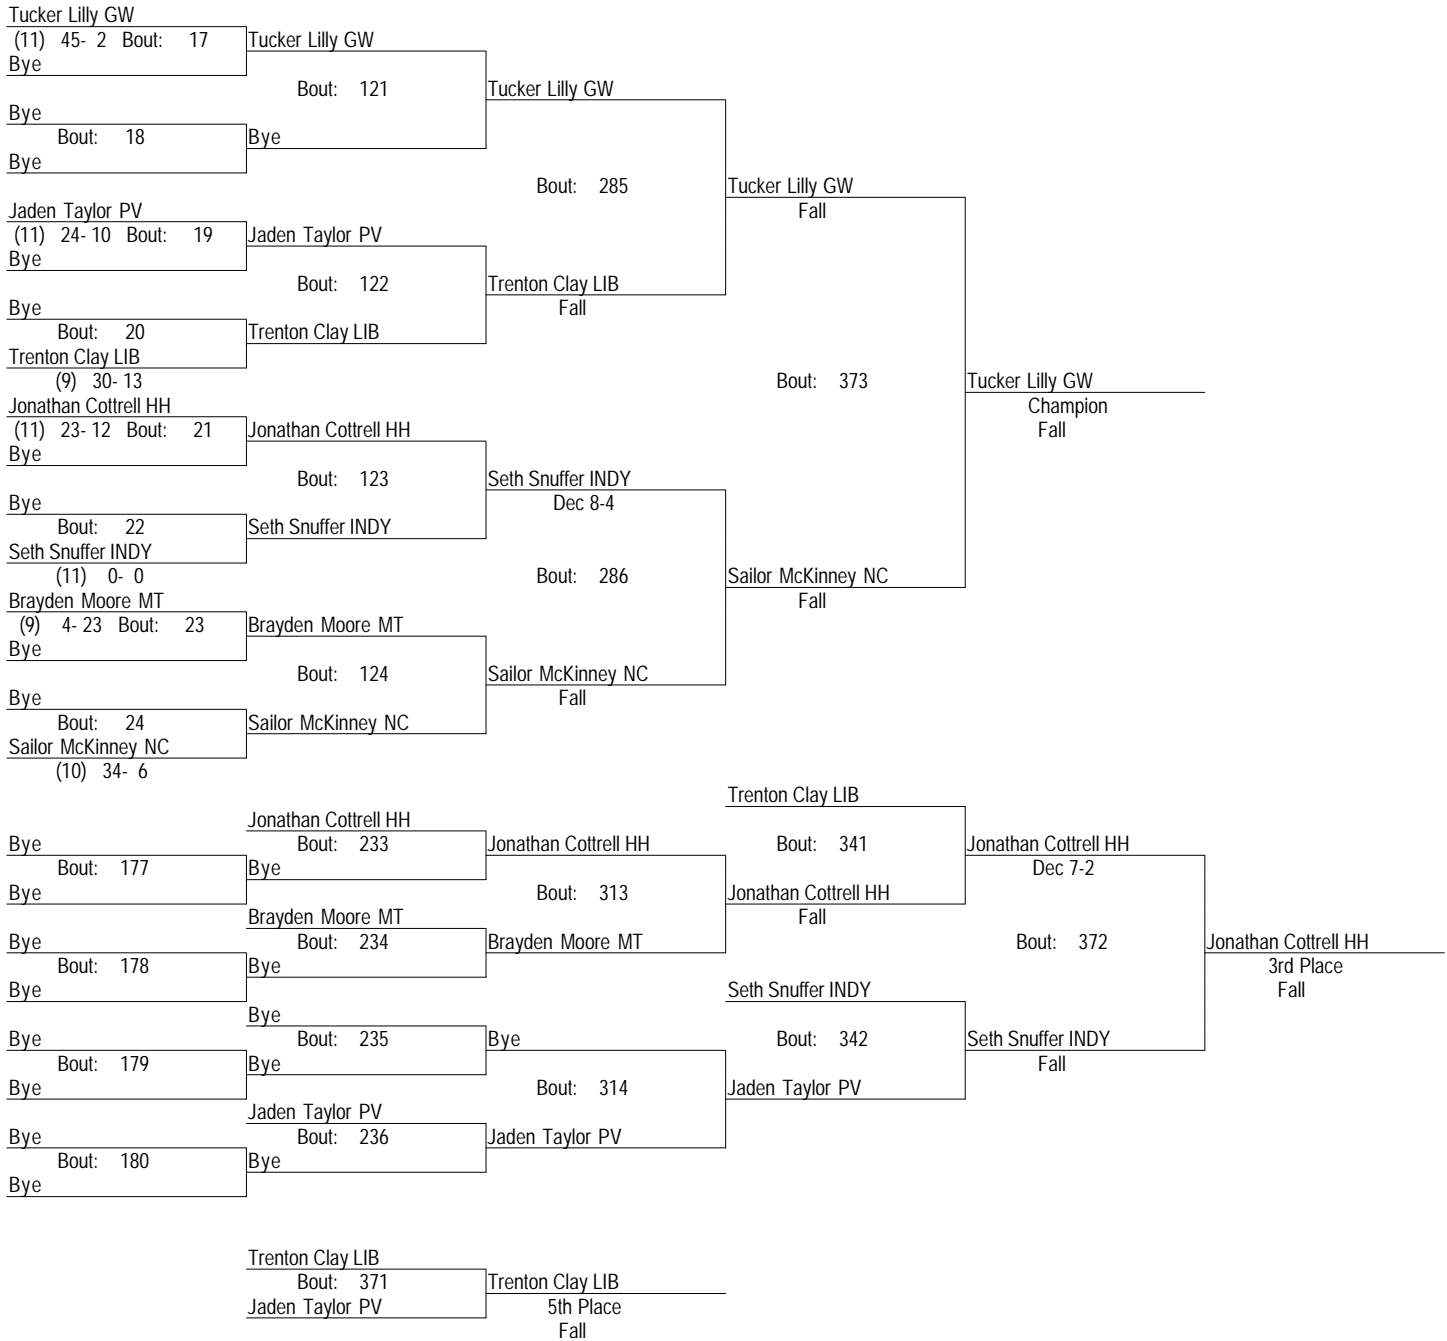 Tucker Lilly GW
(11) 45- 2 Bout: 17 Tucker Lilly GW
Bye
Bout: 121 Tucker Lilly GW
Bye
Bout: 18 Bye
Bye
Bout: 285 Tucker Lilly GW
Fall
Jaden Taylor PV
(11) 24- 10 Bout: 19 Jaden Taylor PV
Bye
Bout: 122 Trenton Clay LIB
Fall
Bye
Bout: 20 Trenton Clay LIB
Trenton Clay LIB
(9) 30- 13
Bout: 373 Tucker Lilly GW
Champion
Fall
Jonathan Cottrell HH
(11) 23- 12 Bout: 21 Jonathan Cottrell HH
Bye
Bout: 123 Seth Snuffer INDY
Dec 8-4
Bye
Bout: 22 Seth Snuffer INDY
Seth Snuffer INDY
(11) 0- 0
Bout: 286 Sailor McKinney NC
Fall
Brayden Moore MT
(9) 4- 23 Bout: 23 Brayden Moore MT
Bye
Bout: 124 Sailor McKinney NC
Fall
Bye
Bout: 24 Sailor McKinney NC
Sailor McKinney NC
(10) 34- 6
Trenton Clay LIB
Jonathan Cottrell HH
Bye
Bout: 233 Jonathan Cottrell HH
Bout: 341 Jonathan Cottrell HH
Dec 7-2
Bout: 177 Bye
Bye
Bout: 313 Jonathan Cottrell HH
Fall
Brayden Moore MT
Bye
Bout: 234 Brayden Moore MT
Bout: 372 Jonathan Cottrell HH
3rd Place
Fall
Bout: 178 Bye
Bye
Seth Snuffer INDY
Bye
Bye
Bout: 235 Bye
Bout: 342 Seth Snuffer INDY
Fall
Bout: 179 Bye
Bye
Bout: 314 Jaden Taylor PV
Jaden Taylor PV
Bye
Bout: 236 Jaden Taylor PV
Bout: 180 Bye
Bye
Trenton Clay LIB
Bout: 371 Trenton Clay LIB
Jaden Taylor PV
5th Place
Fall